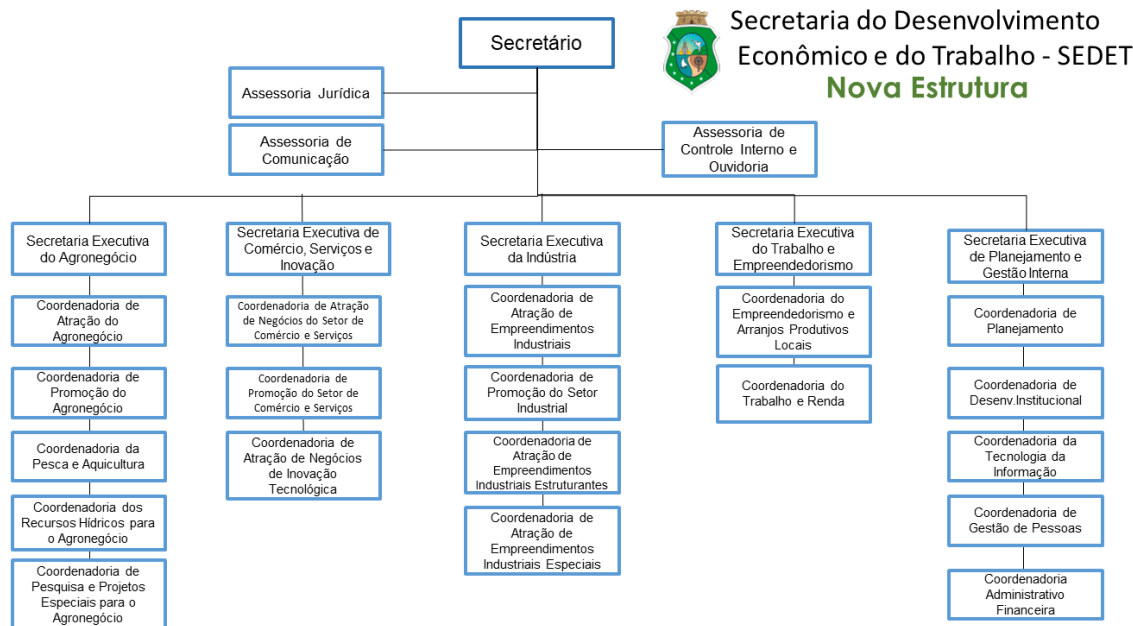 Secretaria do Desenvolvimento
Econômico e do Trabalho - SEDET
Nova Estrutura
Secretário
Assessoria Jurídica
Assessoria de
Comunicação
Assessoria de
Controle Interno e
Ouvidoria
Secretaria Executiva
do Agronegócio
Coordenadoria de
Atração do
Agronegócio
Coordenadoria de
Promoção do
Agronegócio
Coordenadoria da
Pesca e Aquicultura
Coordenadoria dos
Recursos Hídricos para
o Agronegócio
Coordenadoria de
Pesquisa e Projetos
Especiais para o
Agronegócio
Secretaria Executiva de
Comércio, Serviços e
Inovação
Coordenadoria de Atração
de Negócios do Setor de
Comércio e Serviços
Coordenadoria de
Promoção do Setor de
Comércio e Serviços
Coordenadoria de
Atração de Negócios
de Inovação
Tecnológica
Secretaria Executiva
da Indústria
Coordenadoria de
Atração de
Empreendimentos
Industriais
Coordenadoria de
Promoção do Setor
Industrial
Coordenadoria de
Atração de
Empreendimentos
Industriais Estruturantes
Coordenadoria de
Atração de
Empreendimentos
Industriais Especiais
Secretaria Executiva
do Trabalho e
Empreendedorismo
Coordenadoria do
Empreendedorismo e
Arranjos Produtivos
Locais
Coordenadoria do
Trabalho e Renda
Secretaria Executiva
de Planejamento e
Gestão Interna
Coordenadoria de
Planejamento
Coordenadoria de
Desenv.Institucional
Coordenadoria da
Tecnologia da
Informação
Coordenadoria de
Gestão de Pessoas
Coordenadoria
Administrativo
Financeira